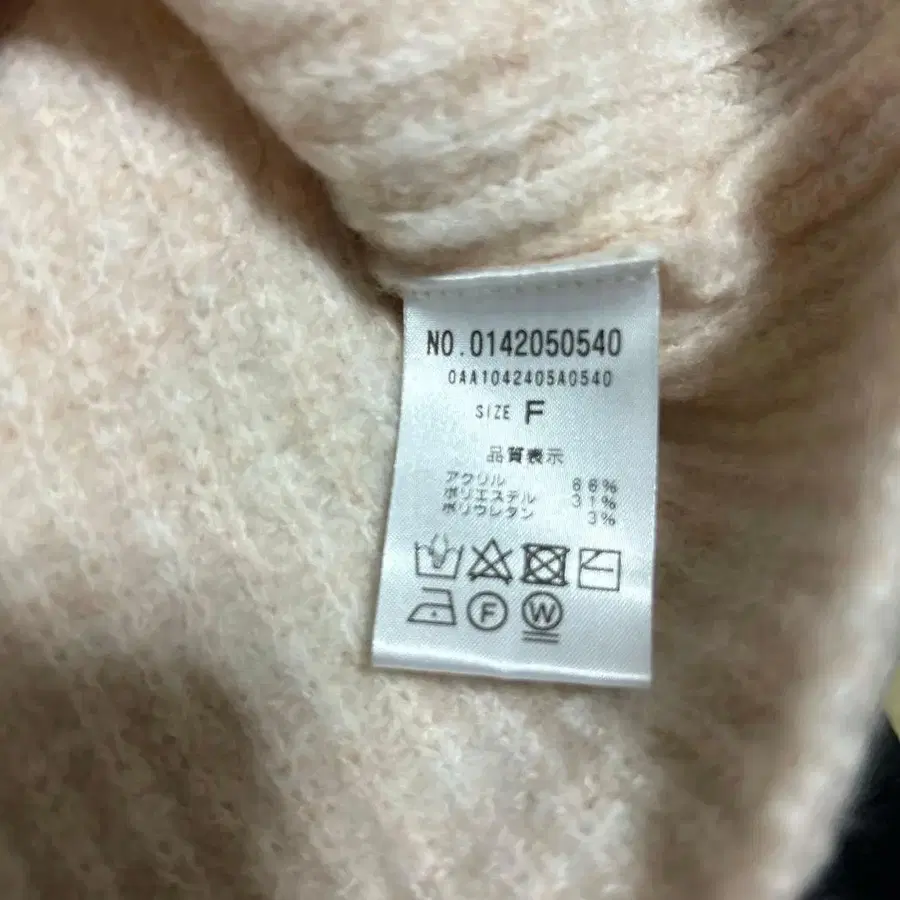 NO.0142050540
0AA1042405A0540
SIZE F
品質表示
アクリル 66%
ポリエステル 31%
ポリウレタン 3%
F W